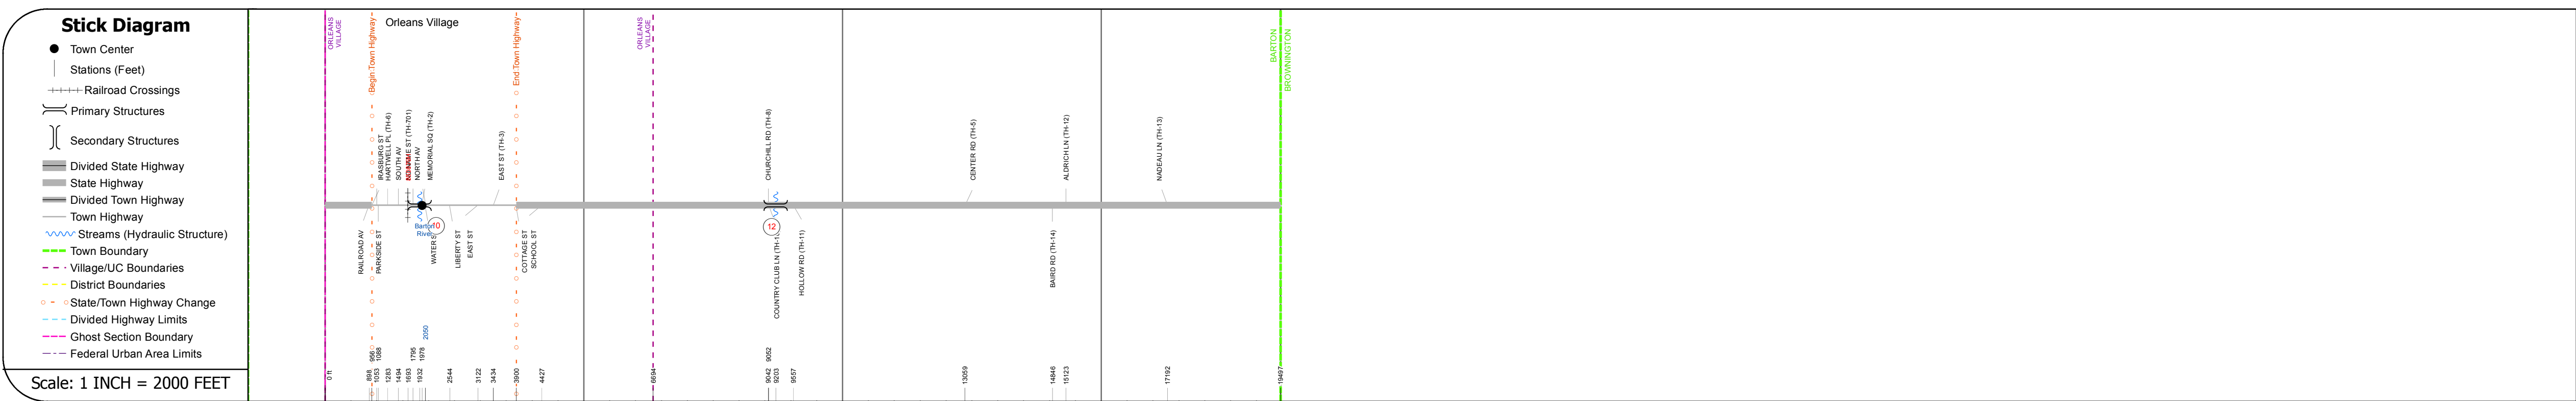 Stick Diagram
Town Center
Stations (Feet)
Railroad Crossings
Primary Structures
Secondary Structures
Divided State Highway
State Highway
Divided Town Highway
Town Highway
Streams (Hydraulic Structure)
Town Boundary
Village/UC Boundaries
District Boundaries
State/Town Highway Change
Divided Highway Limits
Ghost Section Boundary
Federal Urban Area Limits
Scale: 1 INCH = 2000 FEET
ORLEANS
VILLAGE
Begin Town Highway
Orleans Village
End Town Highway
ORLEANS
VILLAGE
BARTON
BROWNINGTON
IRASBURG ST
HARTWELL PL (TH-6)
SOUTH AV
ST (TH-701)
NORTH AV
MEMORIAL SQ (TH-2)
EAST ST (TH-3)
CHURCHILL RD (TH-8)
CENTER RD (TH-5)
ALDRICH LN (TH-12)
NADEAU LN (TH-13)
10
12
Barton
River
RAILROAD AV
PARKSIDE ST
WATER
LIBERTY ST
EAST ST
COTTAGE ST
SCHOOL ST
COUNTRY CLUB LN
HOLLOW RD (TH-11)
BAIRD RD (TH-14)
2050
956
1088
1795
1978
9052
0 ft
898
1053
1283
1494
1693
1932
2544
3122
3434
3900
4427
6694
9042
9203
9557
13059
14846
15123
17192
19497